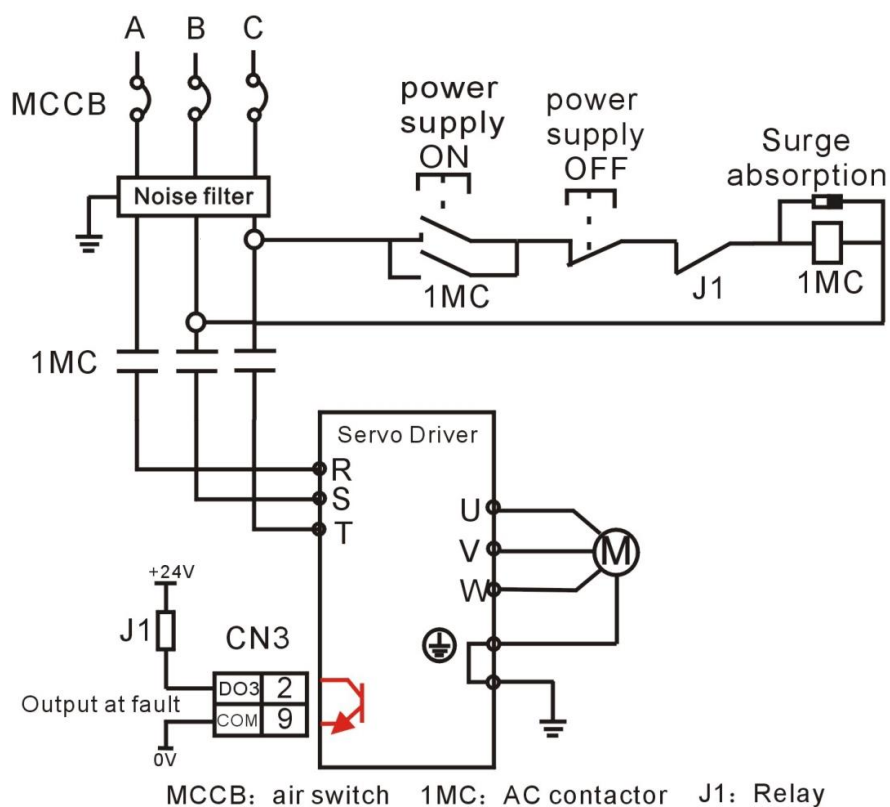 A B C
MCCB
power
supply
ON
power
supply
OFF
Surge
absorption
Noise filter
1MC
J1
1MC
1MC
Servo Driver
R
S
T
U
V
W
M
+24V
J1
CN3
DO3 2
Output at fault
COM 9
0V
MCCB: air switch 1MC: AC contactor J1: Relay